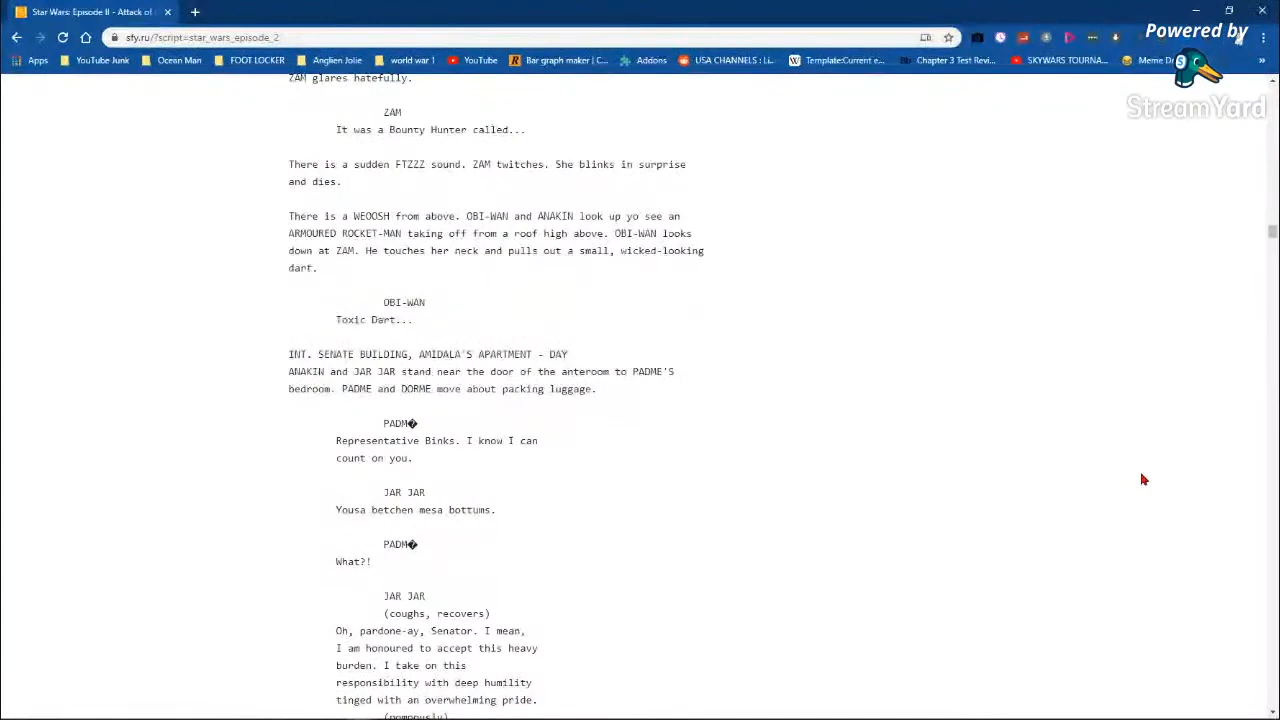 Star Wars: Episode II - Attack of
Powered by
sfy.ru/?script=star_wars_episode_2
Apps
YouTube Junk
Ocean Man
FOOT LOCKER
Anglien Jolie
world war 1
YouTube
Bar graph maker | C...
Addons
USA CHANNELS : Li...
Template:Current e...
Chapter 3 Test Revi...
SKYWARS TOURNA...
Meme De
StreamYard
ZAM glares hatefully.
ZAM
It was a Bounty Hunter called...
There is a sudden FTZZZ sound. ZAM twitches. She blinks in surprise
and dies.
There is a WEOOSH from above. OBI-WAN and ANAKIN look up yo see an
ARMOURED ROCKET-MAN taking off from a roof high above. OBI-WAN looks
down at ZAM. He touches her neck and pulls out a small, wicked-looking
dart.
OBI-WAN
Toxic Dart...
INT. SENATE BUILDING, AMIDALA'S APARTMENT - DAY
ANAKIN and JAR JAR stand near the door of the anteroom to PADME'S
bedroom. PADME and DORME move about packing luggage.
PADM�
Representative Binks. I know I can
count on you.
JAR JAR
Yousa betchen mesa bottums.
PADM�
What?!
JAR JAR
(coughs, recovers)
Oh, pardone-ay, Senator. I mean,
I am honoured to accept this heavy
burden. I take on this
responsibility with deep humility
tinged with an overwhelming pride.
(pompously)